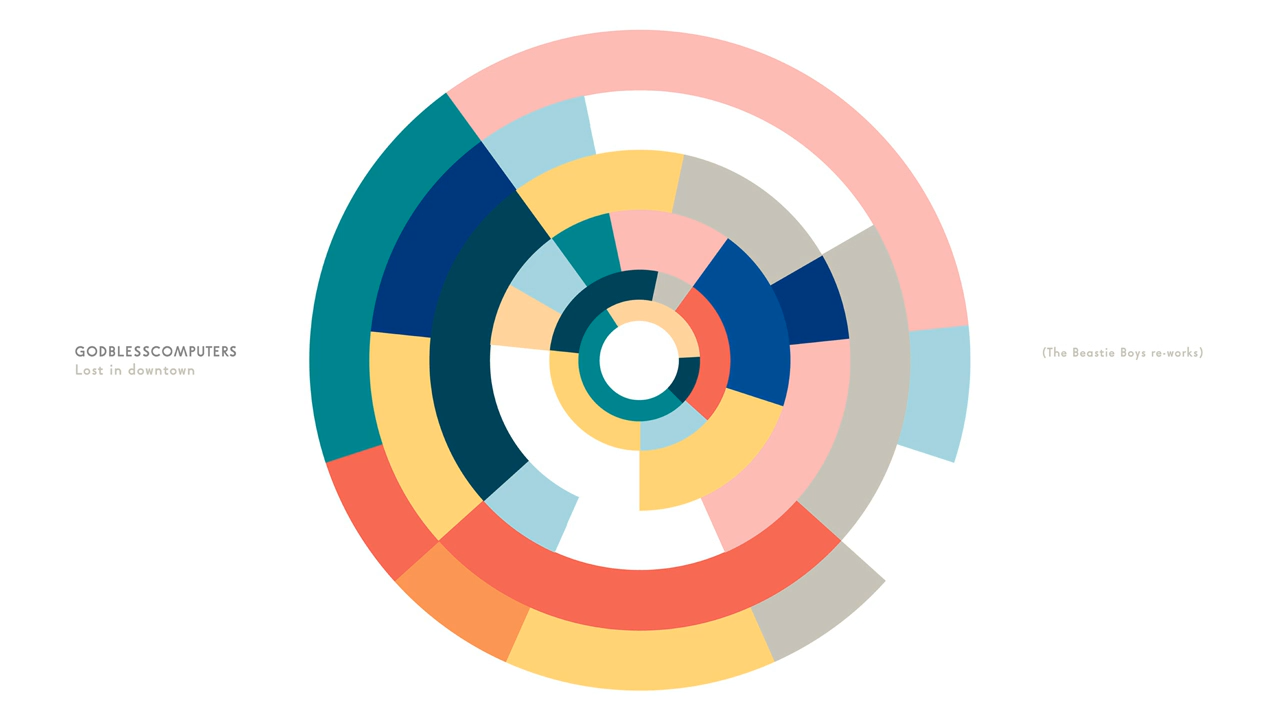 GODBLESSCOMPUTERS
Lost in downtown
(The Beastie Boys re-works)